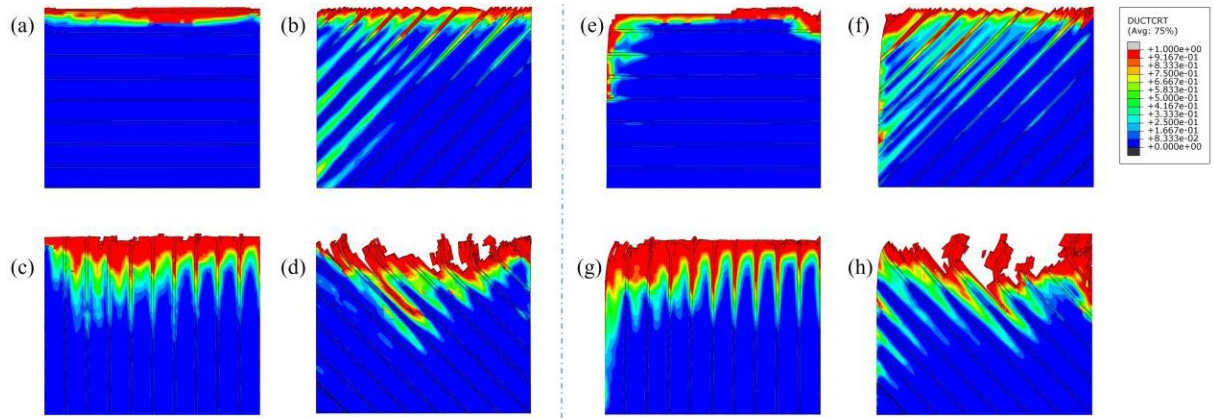 (a)
(b)
(e)
(f)
DUCTCRT
(Avg: 75%)
+1.000e+00
+9.167e-01
+8.333e-01
+7.500e-01
+6.667e-01
+5.833e-01
+5.000e-01
+4.167e-01
+3.333e-01
+2.500e-01
+1.667e-01
+8.333e-02
+0.000e+00
(c)
(d)
(g)
(h)